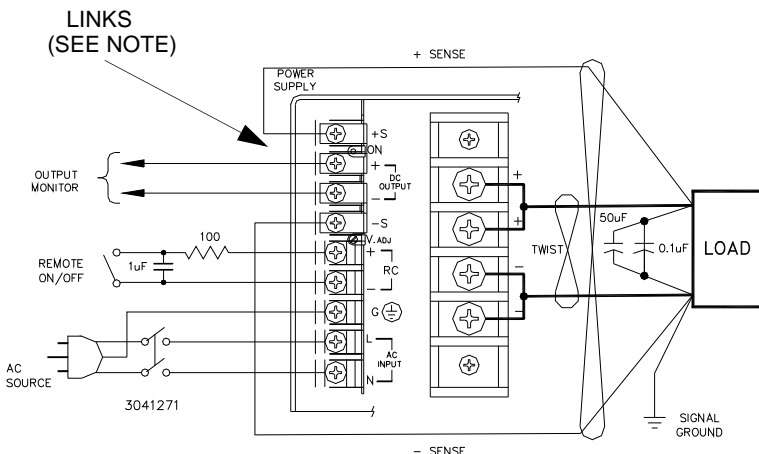 LINKS
(SEE NOTE)
+ SENSE
POWER
SUPPLY
+S
ON
+
-
DC
OUTPUT
-S
V.ADJ
+
-
RC
G
L
N
AC
INPUT
OUTPUT
MONITOR
100
1uF
REMOTE
ON/OFF
AC
SOURCE
3041271
+
+
-
-
TWIST
50uF
0.1uF
LOAD
SIGNAL
GROUND
- SENSE